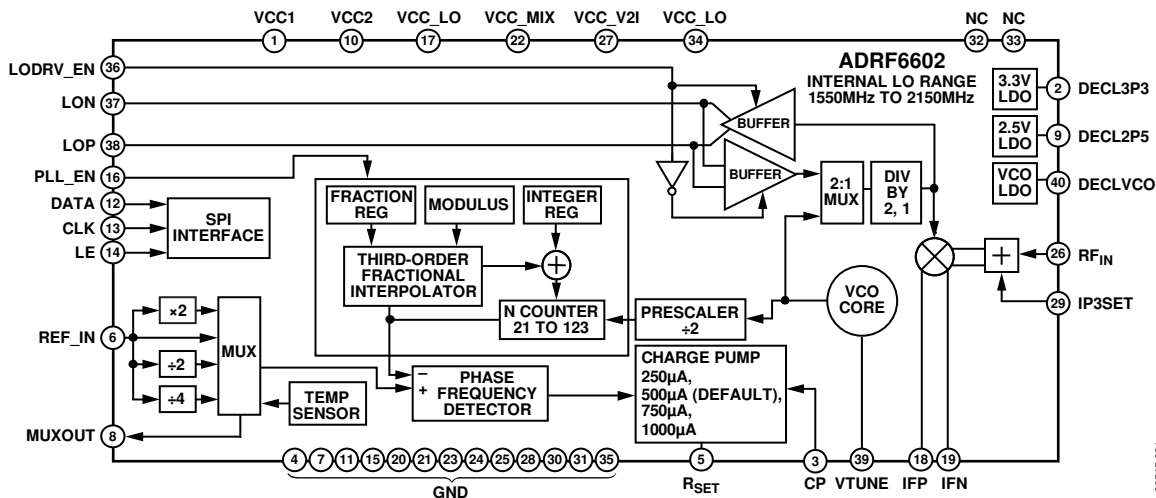 VCC1 VCC2 VCC_LO VCC_MIX VCC_V2I VCC_LO NC NC
1 10 17 22 27 34 32 33
LODRV_EN 36
ADRF6602
INTERNAL LO RANGE
1550MHz TO 2150MHz
3.3V
LDO
2 DECL3P3
LON 37
BUFFER
LOP 38
2.5V
LDO
9 DECL2P5
BUFFER
PLL_EN 16
2:1
MUX
DIV
BY
2, 1
VCO
LDO
40 DECLVCO
DATA 12
CLK 13
LE 14
SPI
INTERFACE
FRACTION
REG
MODULUS
INTEGER
REG
THIRD-ORDER
FRACTIONAL
INTERPOLATOR
+
N COUNTER
21 TO 123
PRESCALER
÷2
VCO
CORE
+
26 RFIN
29 IP3SET
REF_IN 6
×2
÷2
÷4
MUX
TEMP
SENSOR
−
+
PHASE
FREQUENCY
DETECTOR
CHARGE PUMP
250µA,
500µA (DEFAULT),
750µA,
1000µA
MUXOUT 8
4 7 11 15 20 21 23 24 25 28 30 31 35
GND
5
RSET
3
CP
39
VTUNE
18
IFP
19
IFN